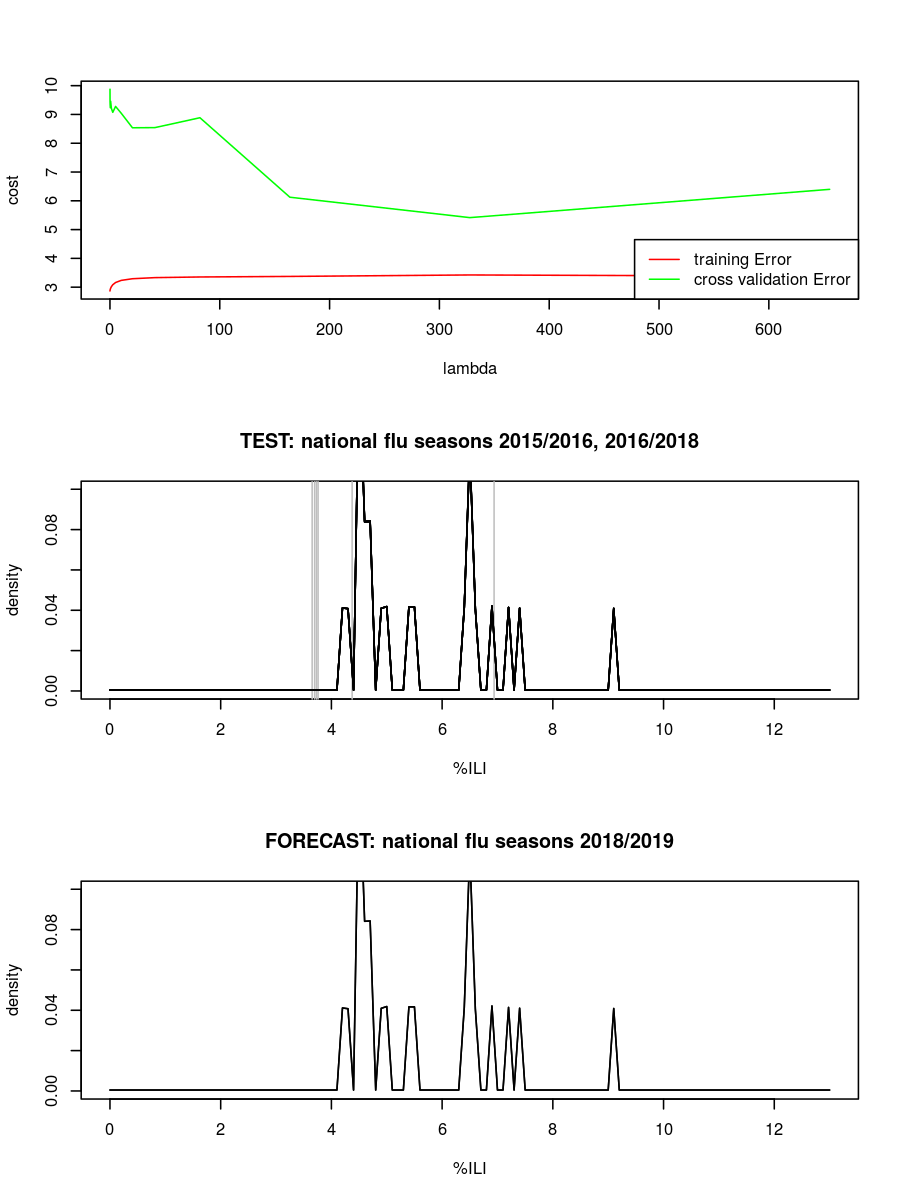 10
9
8
7
6
5
4
3
cost
training Error
cross validation Error
0 100 200 300 400 500 600
lambda
TEST: national flu seasons 2015/2016, 2016/2018
0.08
0.04
0.00
density
0 2 4 6 8 10 12
%ILI
FORECAST: national flu seasons 2018/2019
0.08
0.04
0.00
density
0 2 4 6 8 10 12
%ILI